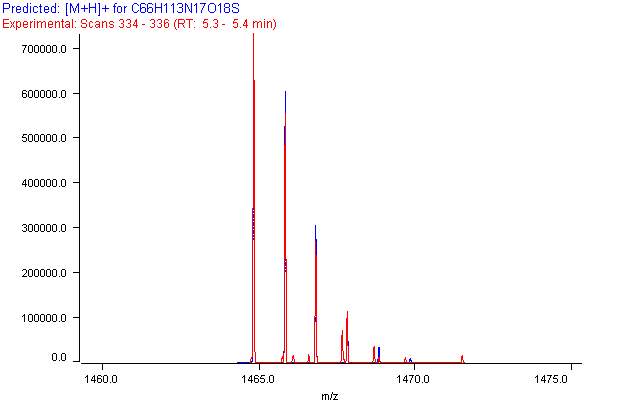 Predicted: [M+H]+ for C66H113N17O18S
Experimental: Scans 334 - 336 (RT: 5.3 - 5.4 min)
700000.0
600000.0
500000.0
400000.0
300000.0
200000.0
100000.0
0.0
1460.0 1465.0 1470.0 1475.0
m/z